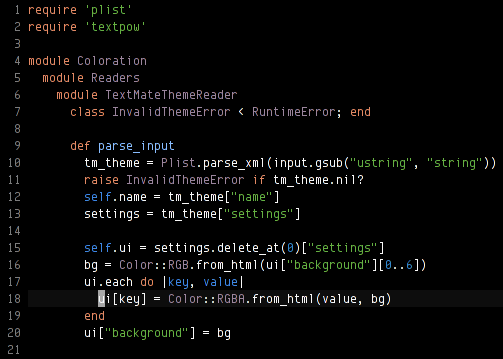 1 require 'plist'
2 require 'textpow'
3
4 module Coloration
5   module Readers
6     module TextMateThemeReader
7       class InvalidThemeError < RuntimeError; end
8
9       def parse_input
10         tm_theme = Plist.parse_xml(input.gsub("ustring", "string"))
11         raise InvalidThemeError if tm_theme.nil?
12         self.name = tm_theme["name"]
13         settings = tm_theme["settings"]
14
15         self.ui = settings.delete_at(0)["settings"]
16         bg = Color::RGB.from_html(ui["background"][0..6])
17         ui.each do |key, value|
18           ui[key] = Color::RGBA.from_html(value, bg)
19         end
20         ui["background"] = bg
21